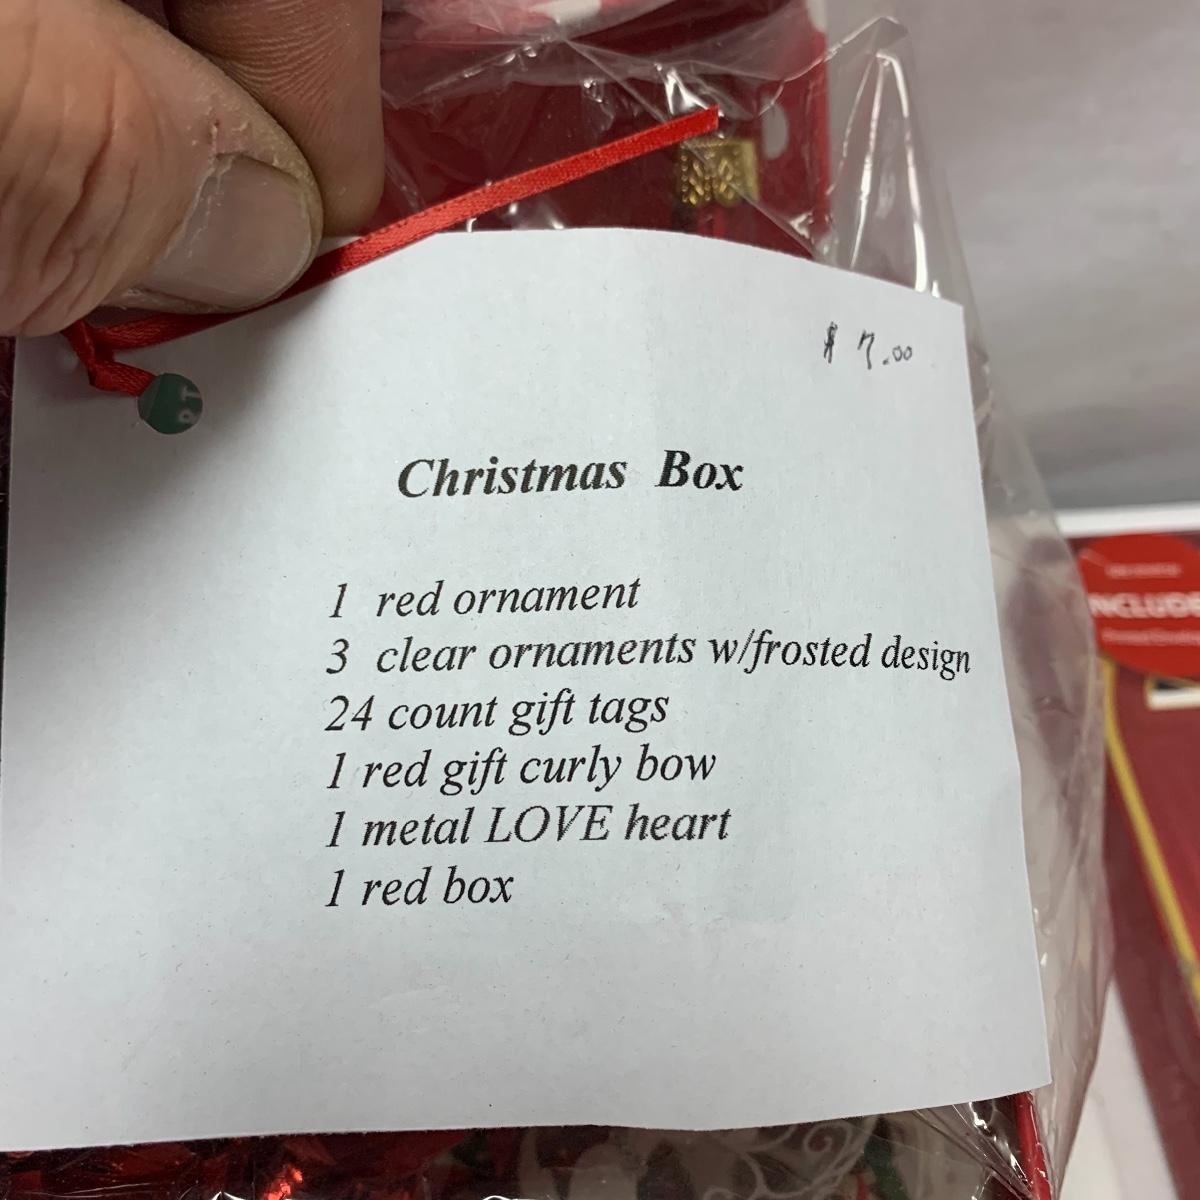 $ 7.00
Christmas Box
1 red ornament
3 clear ornaments w/frosted design
24 count gift tags
1 red gift curly bow
1 metal LOVE heart
1 red box